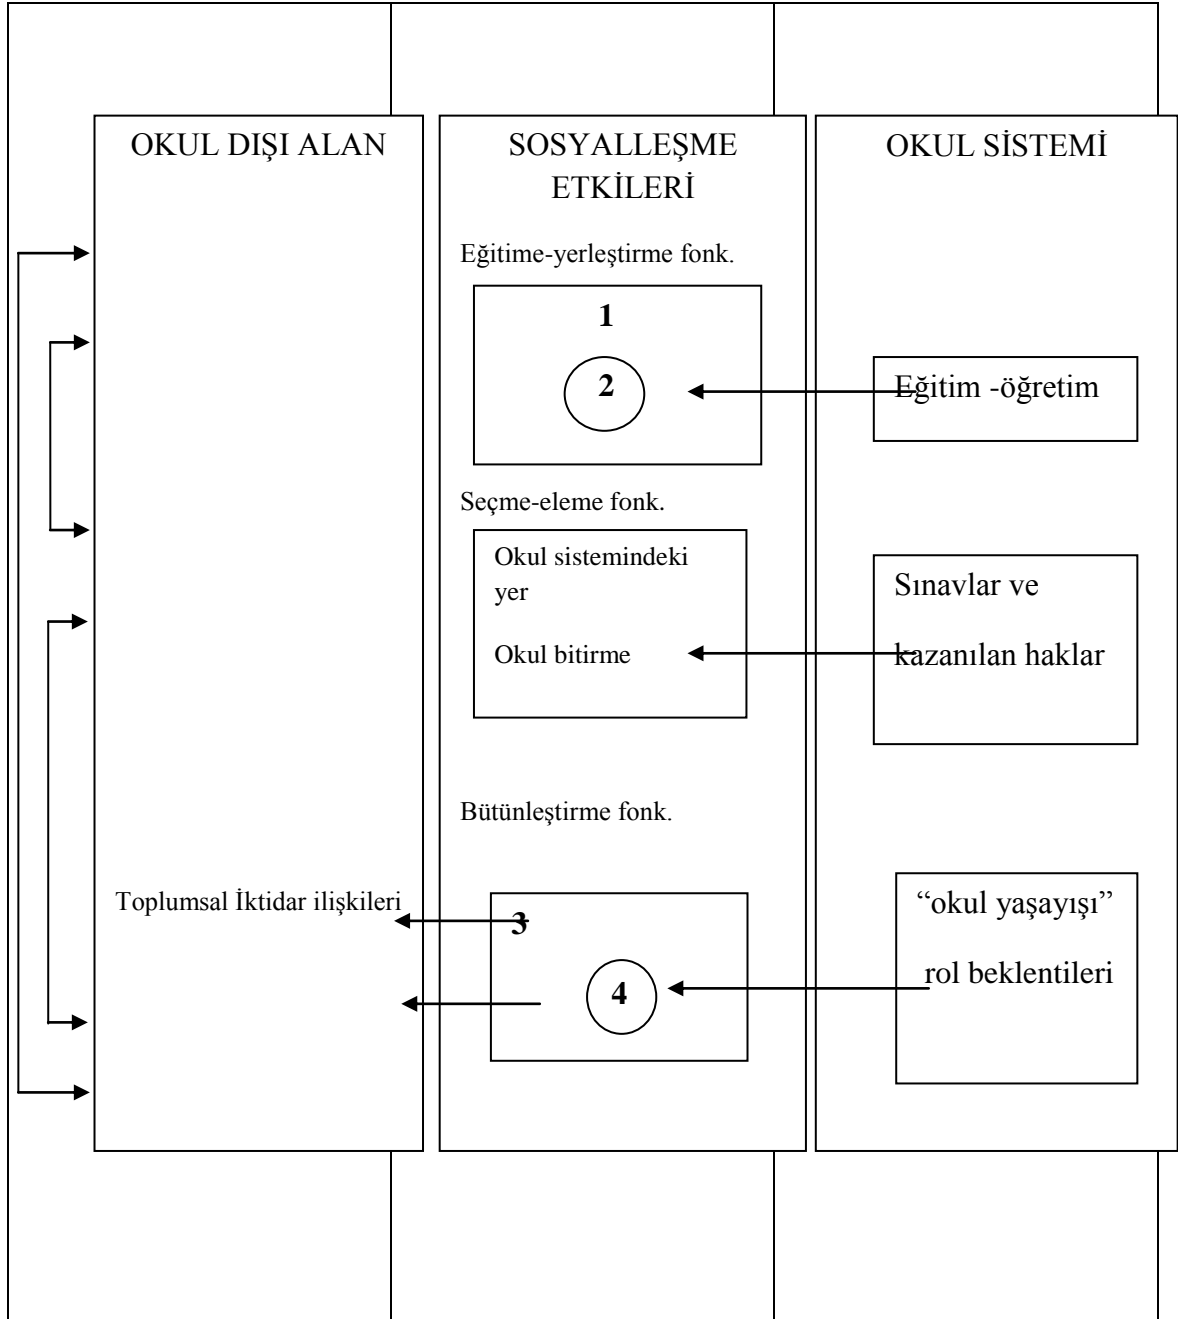 OKUL DIŞI ALAN
Toplumsal İktidar ilişkileri
SOSYALLEŞME
ETKİLERİ
Eğitime-yerleştirme fonk.
1
2
Seçme-eleme fonk.
Okul sistemindeki
yer
Okul bitirme
Bütünleştirme fonk.
3
4
OKUL SİSTEMİ
Eğitim -öğretim
Sınavlar ve
kazanılan haklar
“okul yaşayışı”
rol beklentileri